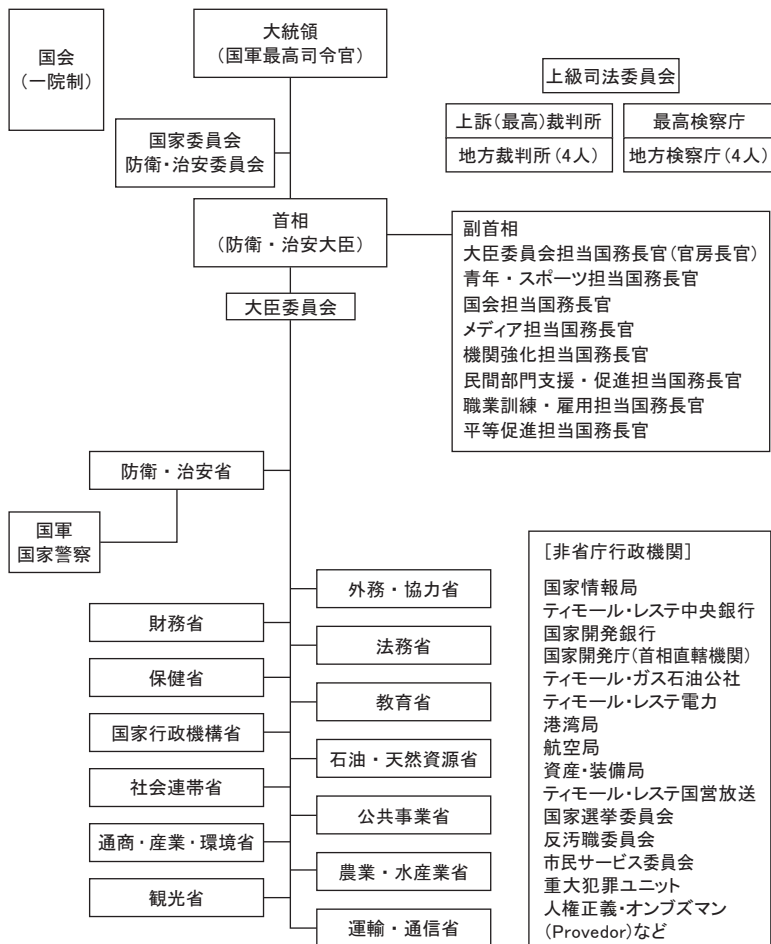 国会
(一院制)
大統領
(国軍最高司令官)
上級司法委員会
上訴(最高)裁判所
最高検察庁
地方裁判所(4人)
地方検察庁(4人)
国家委員会
防衛・治安委員会
首相
(防衛・治安大臣)
副首相
大臣委員会担当国務長官(官房長官)
青年・スポーツ担当国務長官
国会担当国務長官
メディア担当国務長官
機関強化担当国務長官
民間部門支援・促進担当国務長官
職業訓練・雇用担当国務長官
平等促進担当国務長官
大臣委員会
防衛・治安省
国軍
国家警察
外務・協力省
財務省
法務省
保健省
教育省
国家行政機構省
石油・天然資源省
社会連帯省
公共事業省
通商・産業・環境省
農業・水産業省
観光省
運輸・通信省
[非省庁行政機関]
国家情報局
ティモール・レステ中央銀行
国家開発銀行
国家開発庁(首相直轄機関)
ティモール・ガス石油公社
ティモール・レステ電力
港湾局
航空局
資産・装備局
ティモール・レステ国営放送
国家選挙委員会
反汚職委員会
市民サービス委員会
重大犯罪ユニット
人権正義・オンブズマン
(Provedor)など